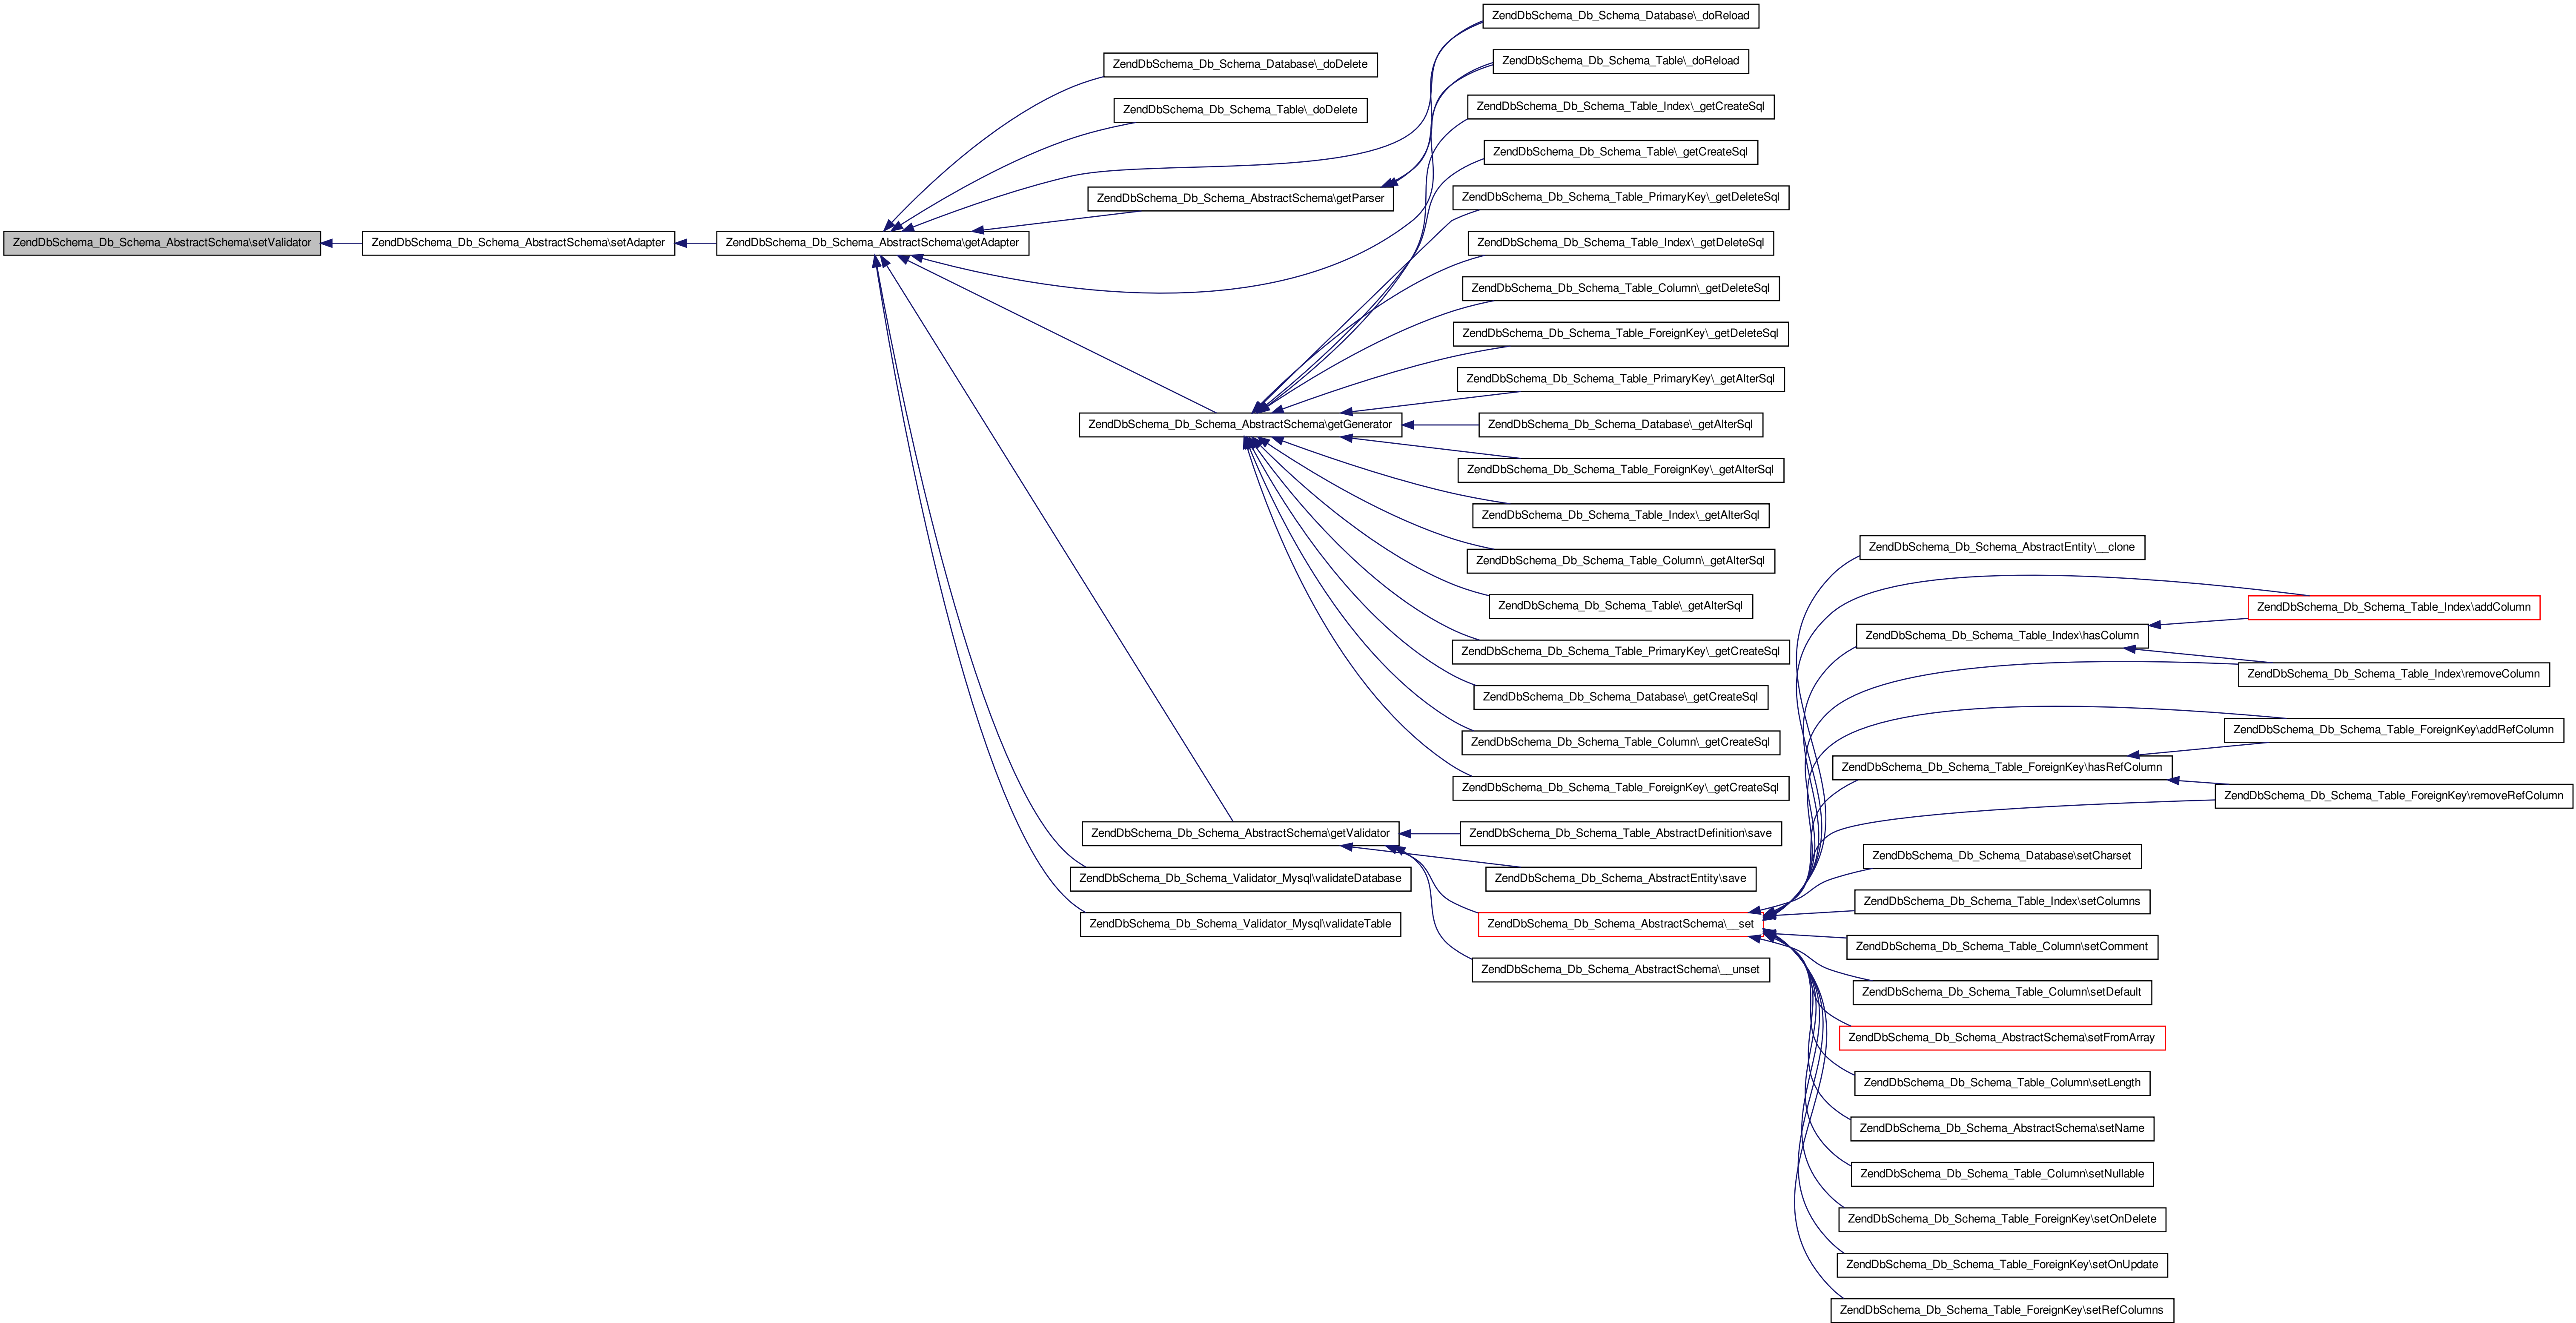 ZendDbSchema_Db_Schema_AbstractSchema\setValidator
ZendDbSchema_Db_Schema_AbstractSchema\setAdapter
ZendDbSchema_Db_Schema_AbstractSchema\getAdapter
ZendDbSchema_Db_Schema_Database\_doDelete
ZendDbSchema_Db_Schema_Table\_doDelete
ZendDbSchema_Db_Schema_AbstractSchema\getParser
ZendDbSchema_Db_Schema_AbstractSchema\getGenerator
ZendDbSchema_Db_Schema_AbstractSchema\getValidator
ZendDbSchema_Db_Schema_Validator_Mysql\validateDatabase
ZendDbSchema_Db_Schema_Validator_Mysql\validateTable
ZendDbSchema_Db_Schema_Database\_doReload
ZendDbSchema_Db_Schema_Table\_doReload
ZendDbSchema_Db_Schema_Table_Index\_getCreateSql
ZendDbSchema_Db_Schema_Table\_getCreateSql
ZendDbSchema_Db_Schema_Table_PrimaryKey\_getDeleteSql
ZendDbSchema_Db_Schema_Table_Index\_getDeleteSql
ZendDbSchema_Db_Schema_Table_Column\_getDeleteSql
ZendDbSchema_Db_Schema_Table_ForeignKey\_getDeleteSql
ZendDbSchema_Db_Schema_Table_PrimaryKey\_getAlterSql
ZendDbSchema_Db_Schema_Database\_getAlterSql
ZendDbSchema_Db_Schema_Table_ForeignKey\_getAlterSql
ZendDbSchema_Db_Schema_Table_Index\_getAlterSql
ZendDbSchema_Db_Schema_Table_Column\_getAlterSql
ZendDbSchema_Db_Schema_Table\_getAlterSql
ZendDbSchema_Db_Schema_Table_PrimaryKey\_getCreateSql
ZendDbSchema_Db_Schema_Database\_getCreateSql
ZendDbSchema_Db_Schema_Table_Column\_getCreateSql
ZendDbSchema_Db_Schema_Table_ForeignKey\_getCreateSql
ZendDbSchema_Db_Schema_Table_AbstractDefinition\save
ZendDbSchema_Db_Schema_AbstractEntity\save
ZendDbSchema_Db_Schema_AbstractSchema\__set
ZendDbSchema_Db_Schema_AbstractSchema\__unset
ZendDbSchema_Db_Schema_AbstractEntity\__clone
ZendDbSchema_Db_Schema_Table_Index\hasColumn
ZendDbSchema_Db_Schema_Table_ForeignKey\hasRefColumn
ZendDbSchema_Db_Schema_Database\setCharset
ZendDbSchema_Db_Schema_Table_Index\setColumns
ZendDbSchema_Db_Schema_Table_Column\setComment
ZendDbSchema_Db_Schema_Table_Column\setDefault
ZendDbSchema_Db_Schema_AbstractSchema\setFromArray
ZendDbSchema_Db_Schema_Table_Column\setLength
ZendDbSchema_Db_Schema_AbstractSchema\setName
ZendDbSchema_Db_Schema_Table_Column\setNullable
ZendDbSchema_Db_Schema_Table_ForeignKey\setOnDelete
ZendDbSchema_Db_Schema_Table_ForeignKey\setOnUpdate
ZendDbSchema_Db_Schema_Table_ForeignKey\setRefColumns
ZendDbSchema_Db_Schema_Table_Index\addColumn
ZendDbSchema_Db_Schema_Table_Index\removeColumn
ZendDbSchema_Db_Schema_Table_ForeignKey\addRefColumn
ZendDbSchema_Db_Schema_Table_ForeignKey\removeRefColumn